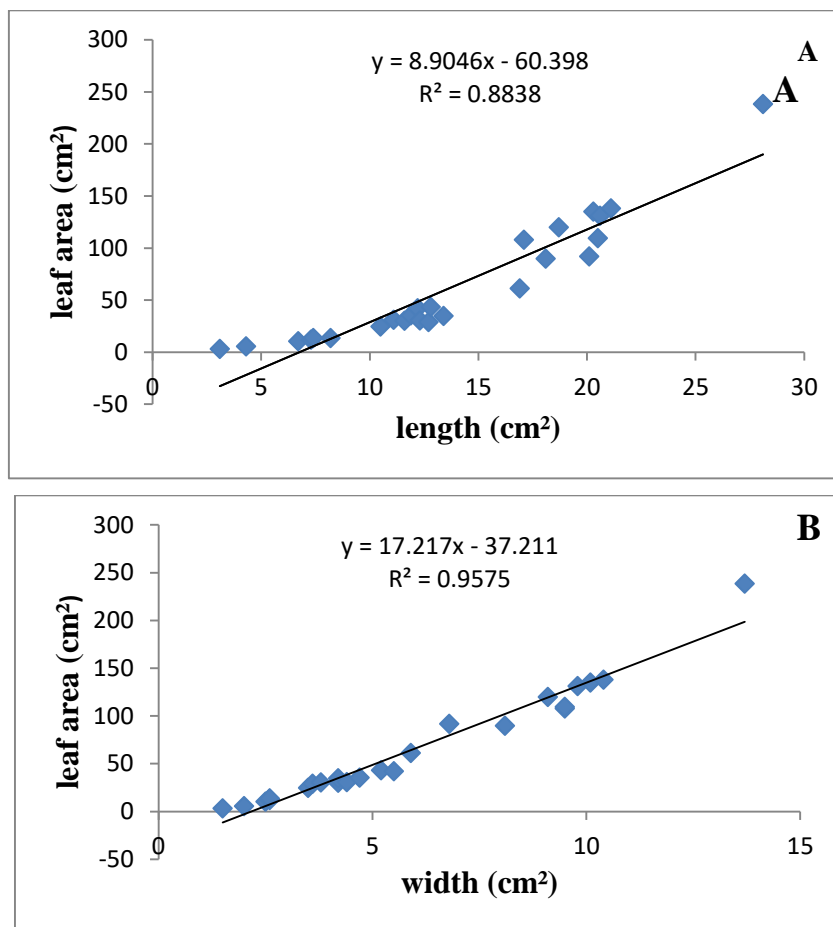 A
A
y = 8.9046x - 60.398
R² = 0.8838
300
250
200
150
100
50
0
-50
leaf area (cm²)
0 5 10 15 20 25 30
length (cm²)
B
y = 17.217x - 37.211
R² = 0.9575
300
250
200
150
100
50
0
-50
leaf area (cm²)
0 5 10 15
width (cm²)